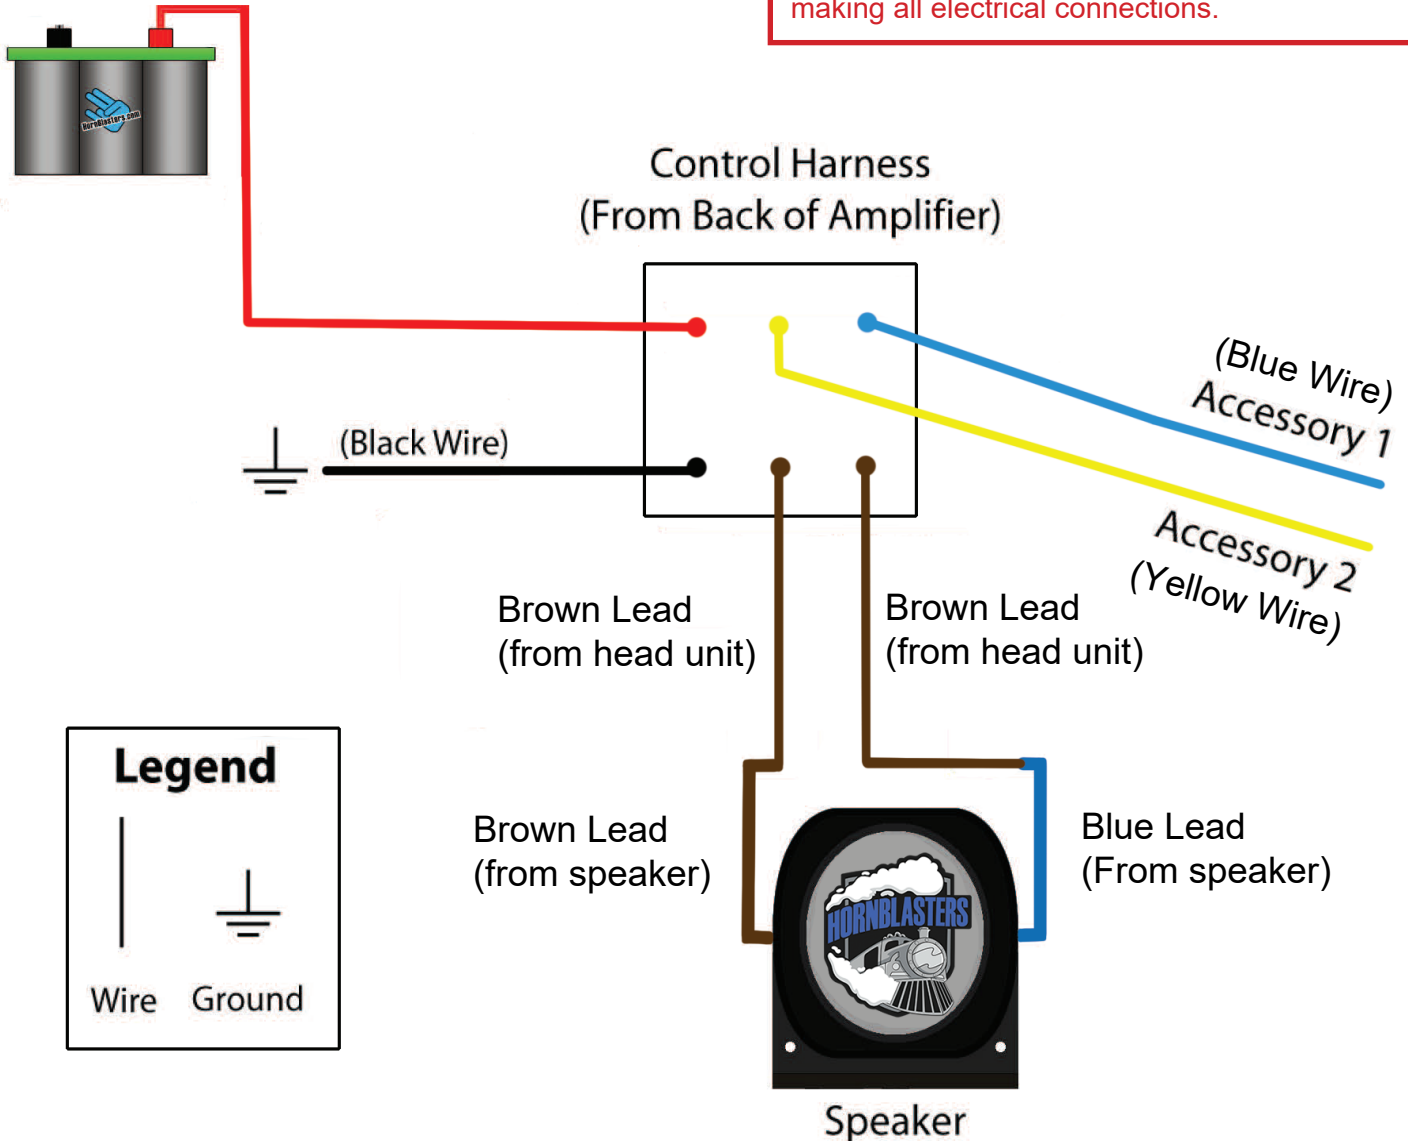 making all electrical connections.
HornBlasters.com
Control Harness
(From Back of Amplifier)
(Blue Wire)
Accessory 1
(Black Wire)
Accessory 2
(Yellow Wire)
Brown Lead
(from head unit)
Brown Lead
(from head unit)
Legend
Wire
Ground
Brown Lead
(from speaker)
Blue Lead
(From speaker)
HORNBLASTERS
Speaker